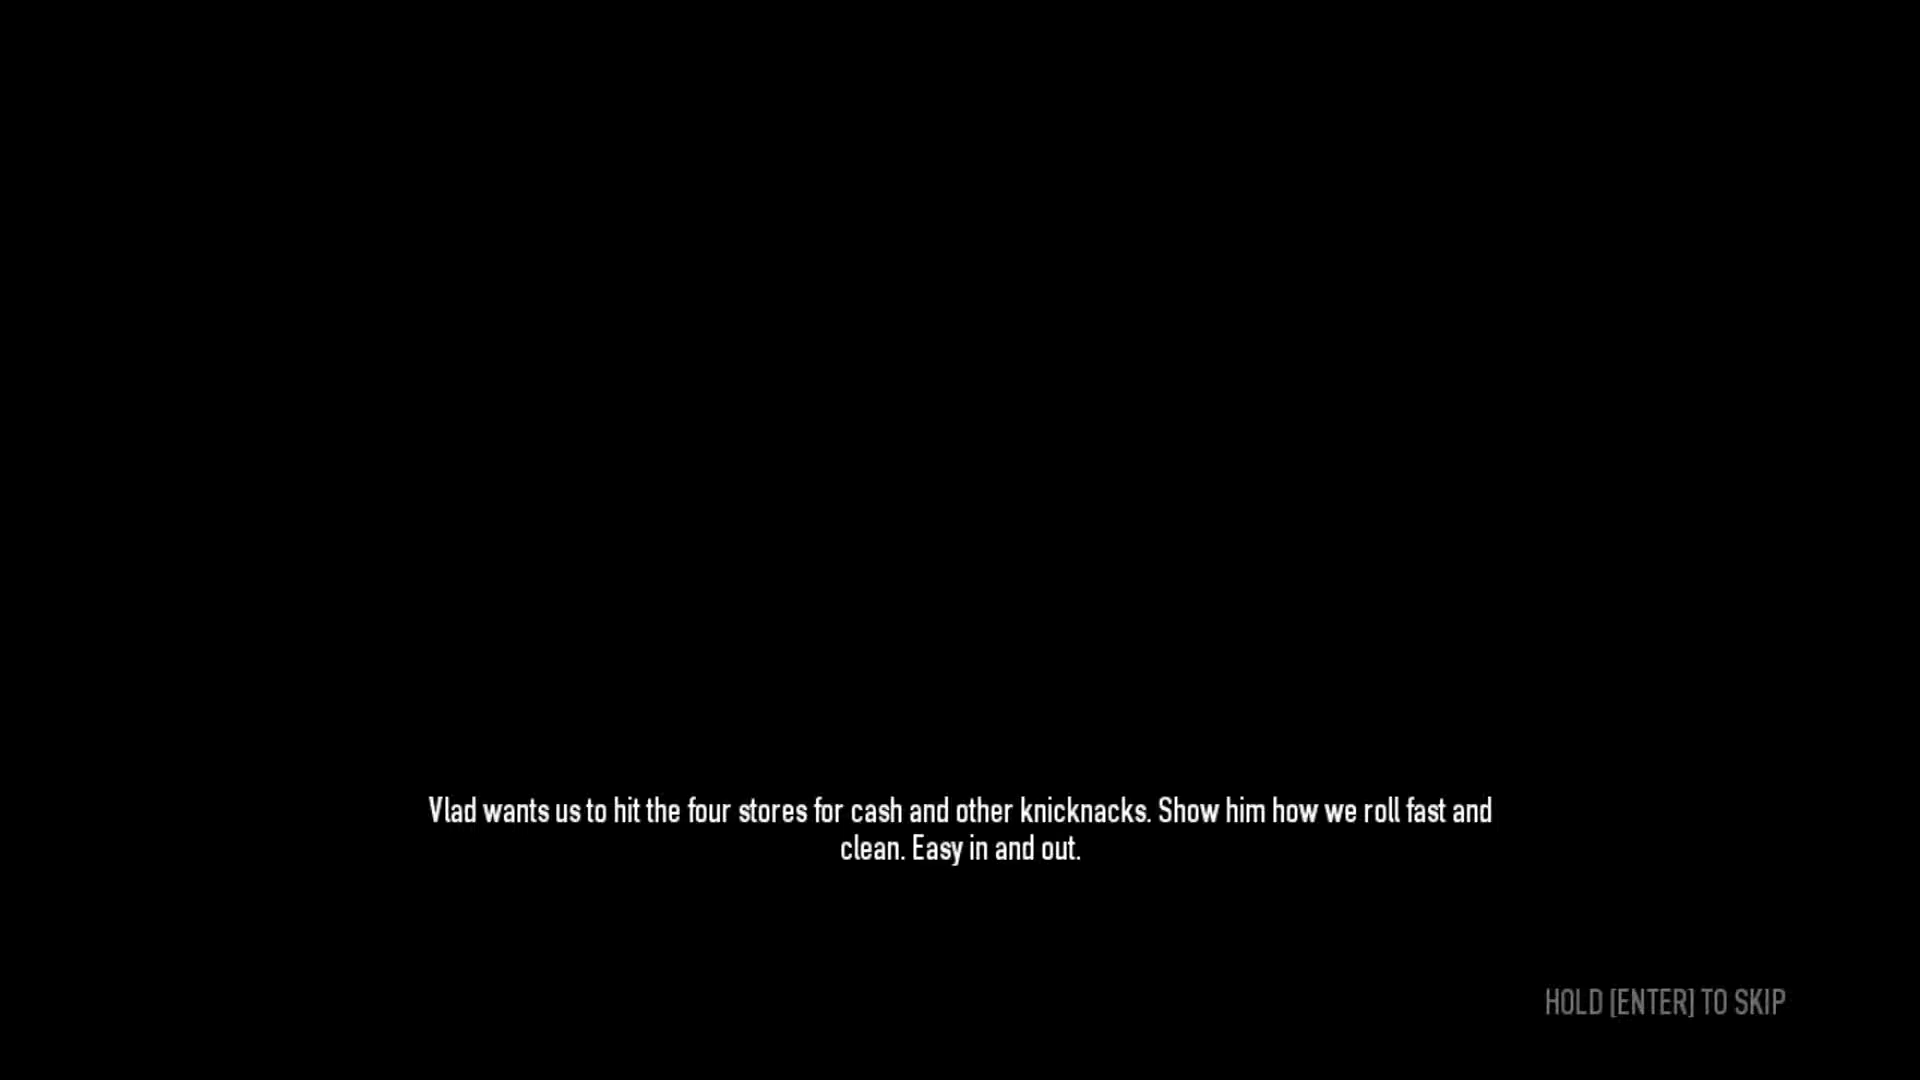 Vlad wants us to hit the four stores for cash and other knicknacks. Show him how we roll fast and
clean. Easy in and out.
HOLD [ENTER] TO SKIP